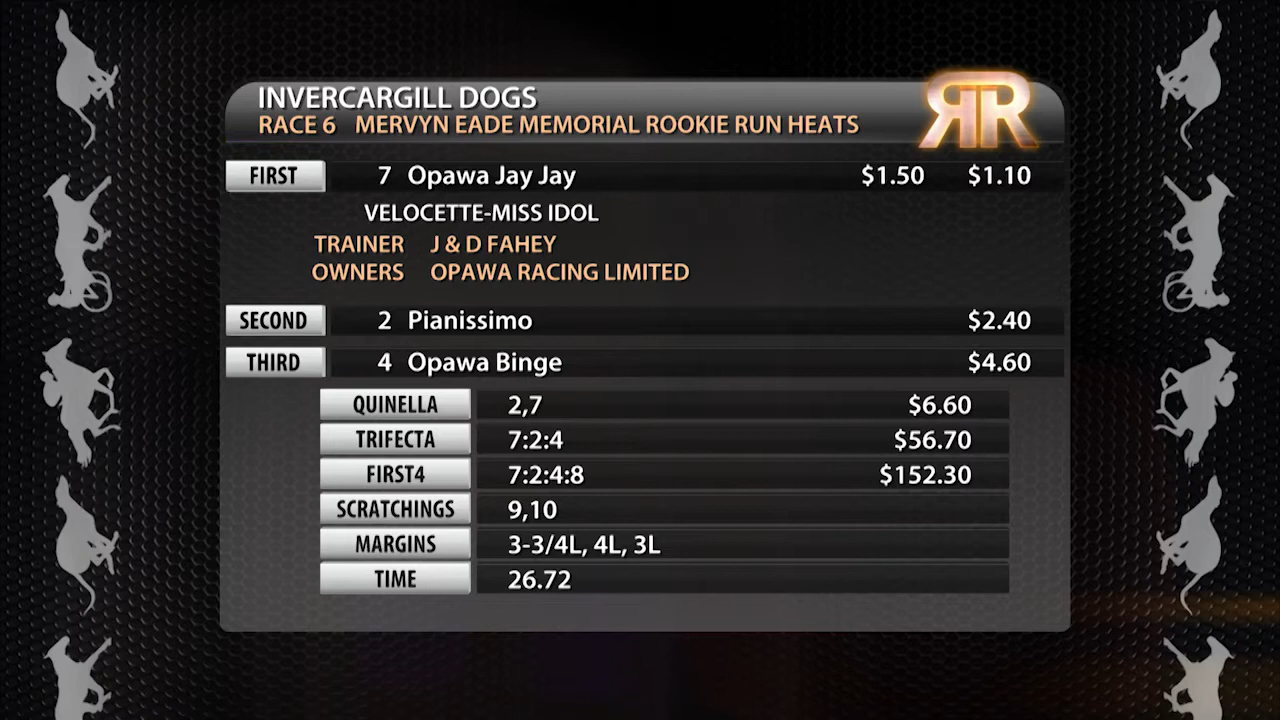 INVERCARGILL DOGS
RACE 6 MERVYN EADE MEMORIAL ROOKIE RUN HEATS
RR
FIRST 7 Opawa Jay Jay $1.50 $1.10
VELOCETTE-MISS IDOL
TRAINER J & D FAHEY
OWNERS OPAWA RACING LIMITED
SECOND 2 Pianissimo $2.40
THIRD 4 Opawa Binge $4.60
QUINELLA 2,7 $6.60
TRIFECTA 7:2:4 $56.70
FIRST4 7:2:4:8 $152.30
SCRATCHINGS 9,10
MARGINS 3-3/4L, 4L, 3L
TIME 26.72